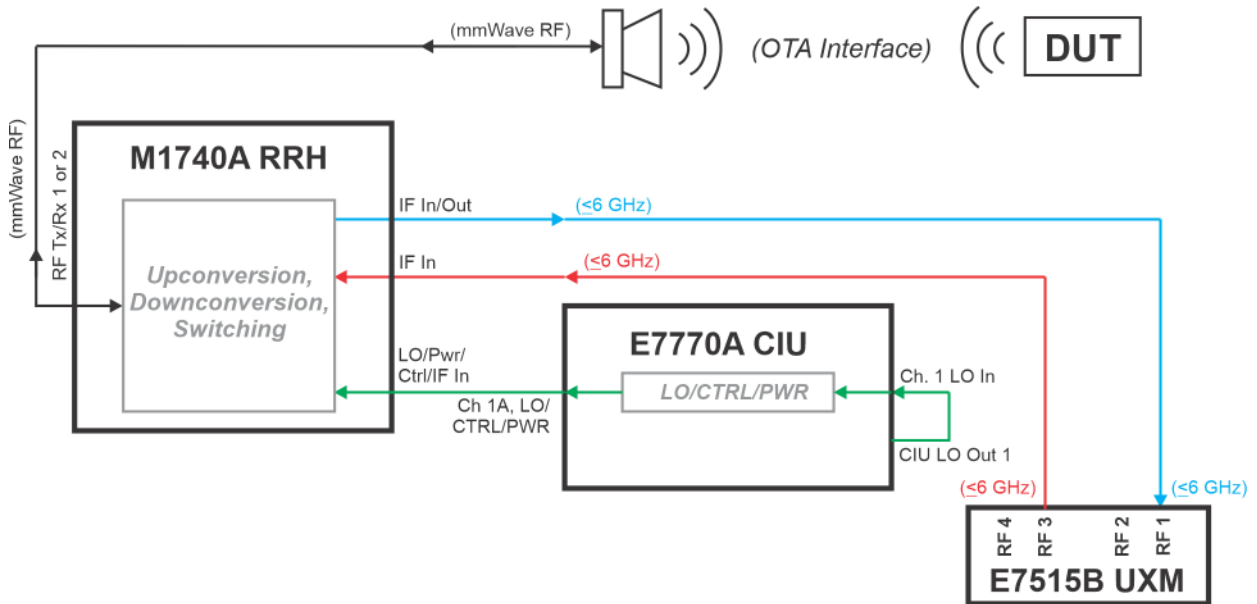 (mmWave RF)
(OTA Interface)
DUT
(mmWave RF)
RF Tx/Rx 1 or 2
M1740A RRH
Upconversion,
Downconversion,
Switching
IF In/Out
(≤6 GHz)
IF In
(≤6 GHz)
LO/Pwr/
Ctrl/IF In
Ch 1A, LO/
CTRL/PWR
E7770A CIU
LO/CTRL/PWR
Ch. 1 LO In
CIU LO Out 1
(≤6 GHz)
(≤6 GHz)
RF 4
RF 3
RF 2
RF 1
E7515B UXM